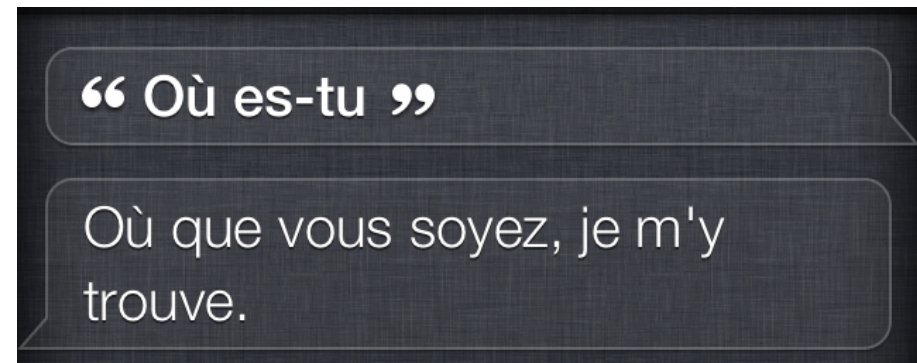 “ Où es-tu ”
Où que vous soyez, je m'y
trouve.